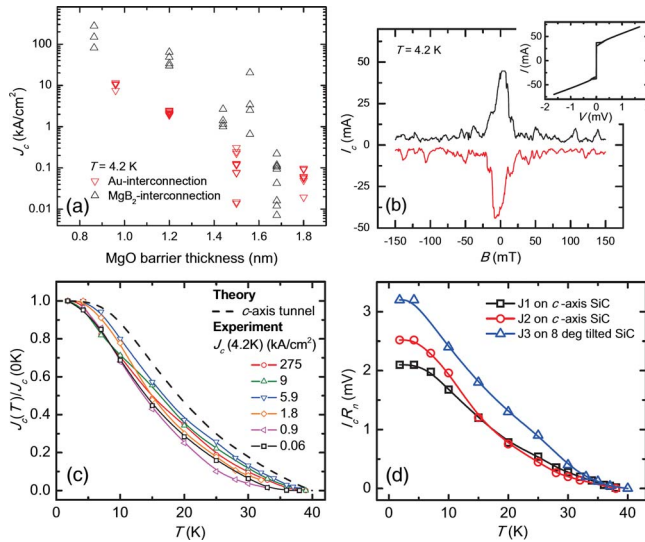 100
10
1
0.1
0.01
J_c (kA/cm²)
T = 4.2 K
Au-interconnection
MgB₂-interconnection
(a)
0.8 1.0 1.2 1.4 1.6 1.8
MgO barrier thickness (nm)
T = 4.2 K
50
25
0
-25
-50
I_c (mA)
(b)
-150 -100 -50 0 50 100 150
B (mT)
50
0
-50
I (mA)
-2 -1 0 1
V (mV)
(c)
1.0
0.8
0.6
0.4
0.2
0.0
J_c(T)/J_c (0K)
Theory
c-axis tunnel
Experiment
J_c (4.2K) (kA/cm²)
275
9
5.9
1.8
0.9
0.06
0 10 20 30 40
T (K)
3
2
1
0
I_cR_n (mV)
J1 on c-axis SiC
J2 on c-axis SiC
J3 on 8 deg tilted SiC
(d)
0 10 20 30 40
T (K)